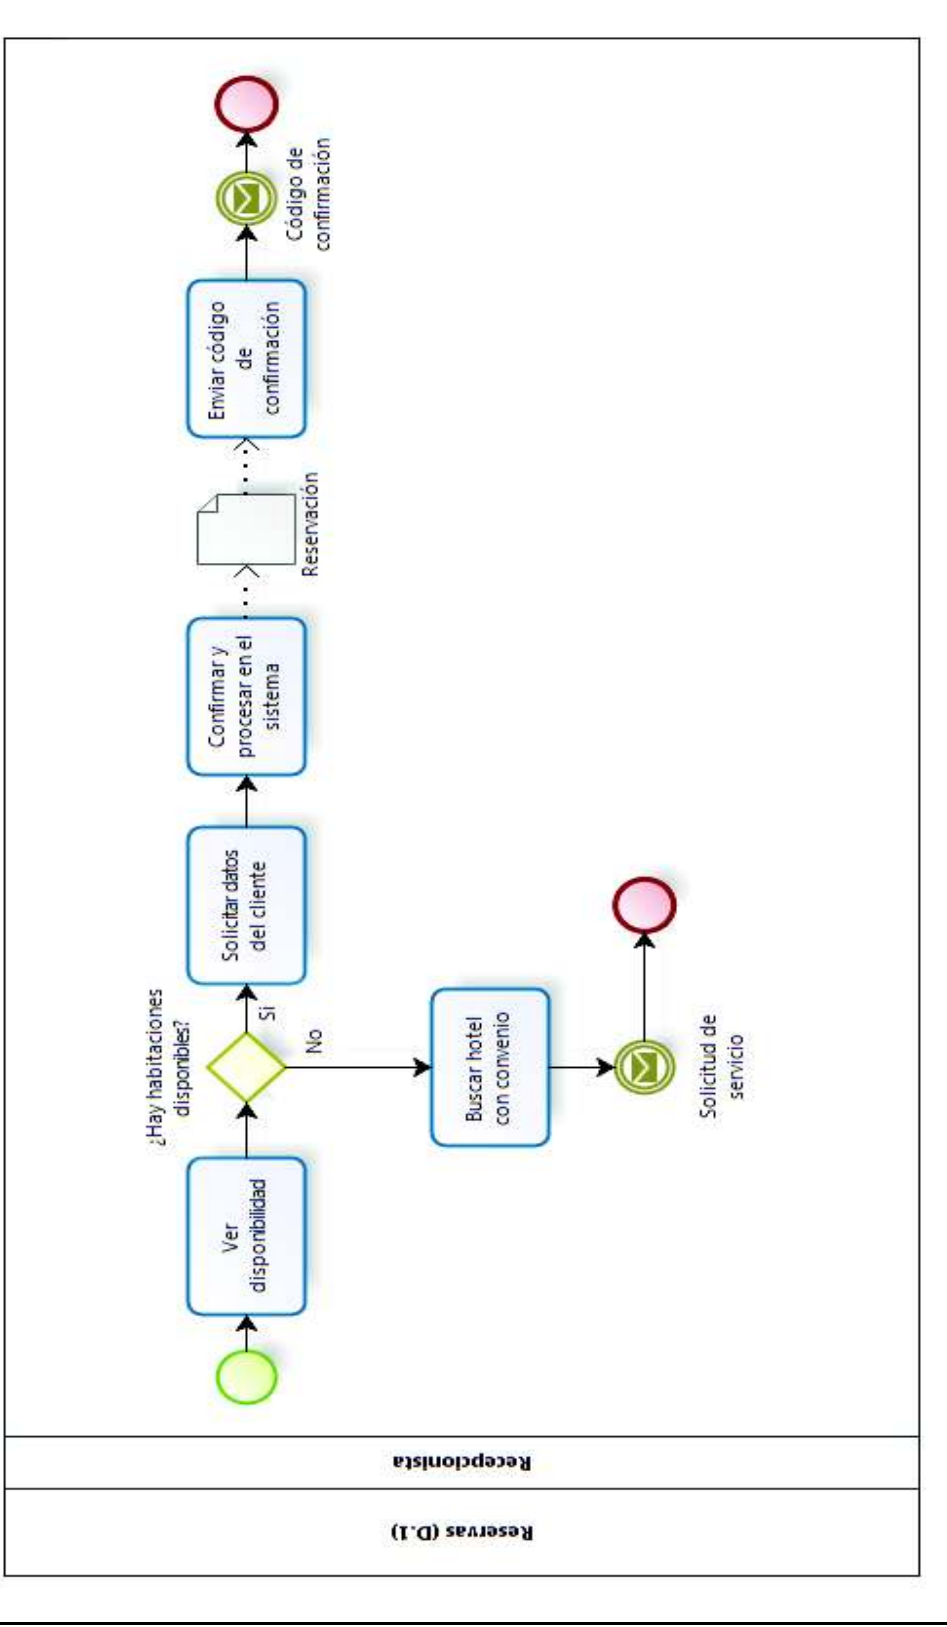 Reservas (D.1)
Recepcionista
Ver
disponibilidad
¿Hay habitaciones
disponibles?
Si
No
Solicitar datos
del cliente
Confirmar y
procesar en el
sistema
Reservación
Enviar código
de
confirmación
Código de
confirmación
Buscar hotel
con convenio
Solicitud de
servicio